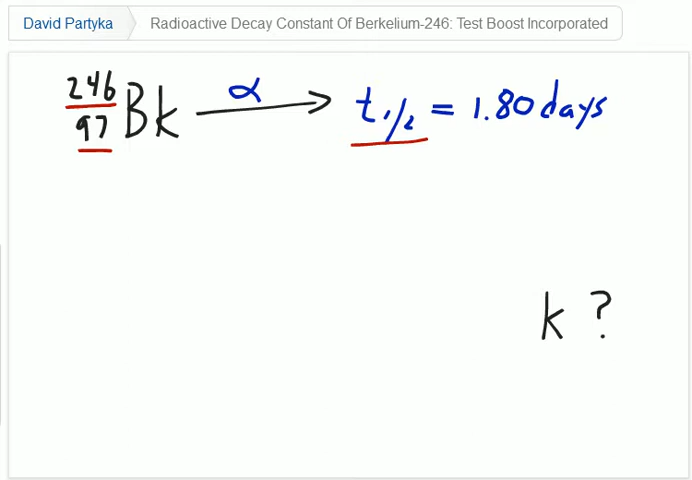 David Partyka Radioactive Decay Constant Of Berkelium-246: Test Boost Incorporated
246
97 Bk α → t1/2 = 1.80 days
k ?